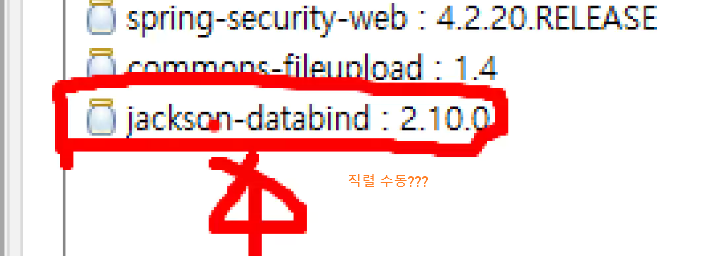 spring-security-web : 4.2.20.RELEASE
commons-fileupload : 1.4
jackson-databind : 2.10.0
직렬 수동???